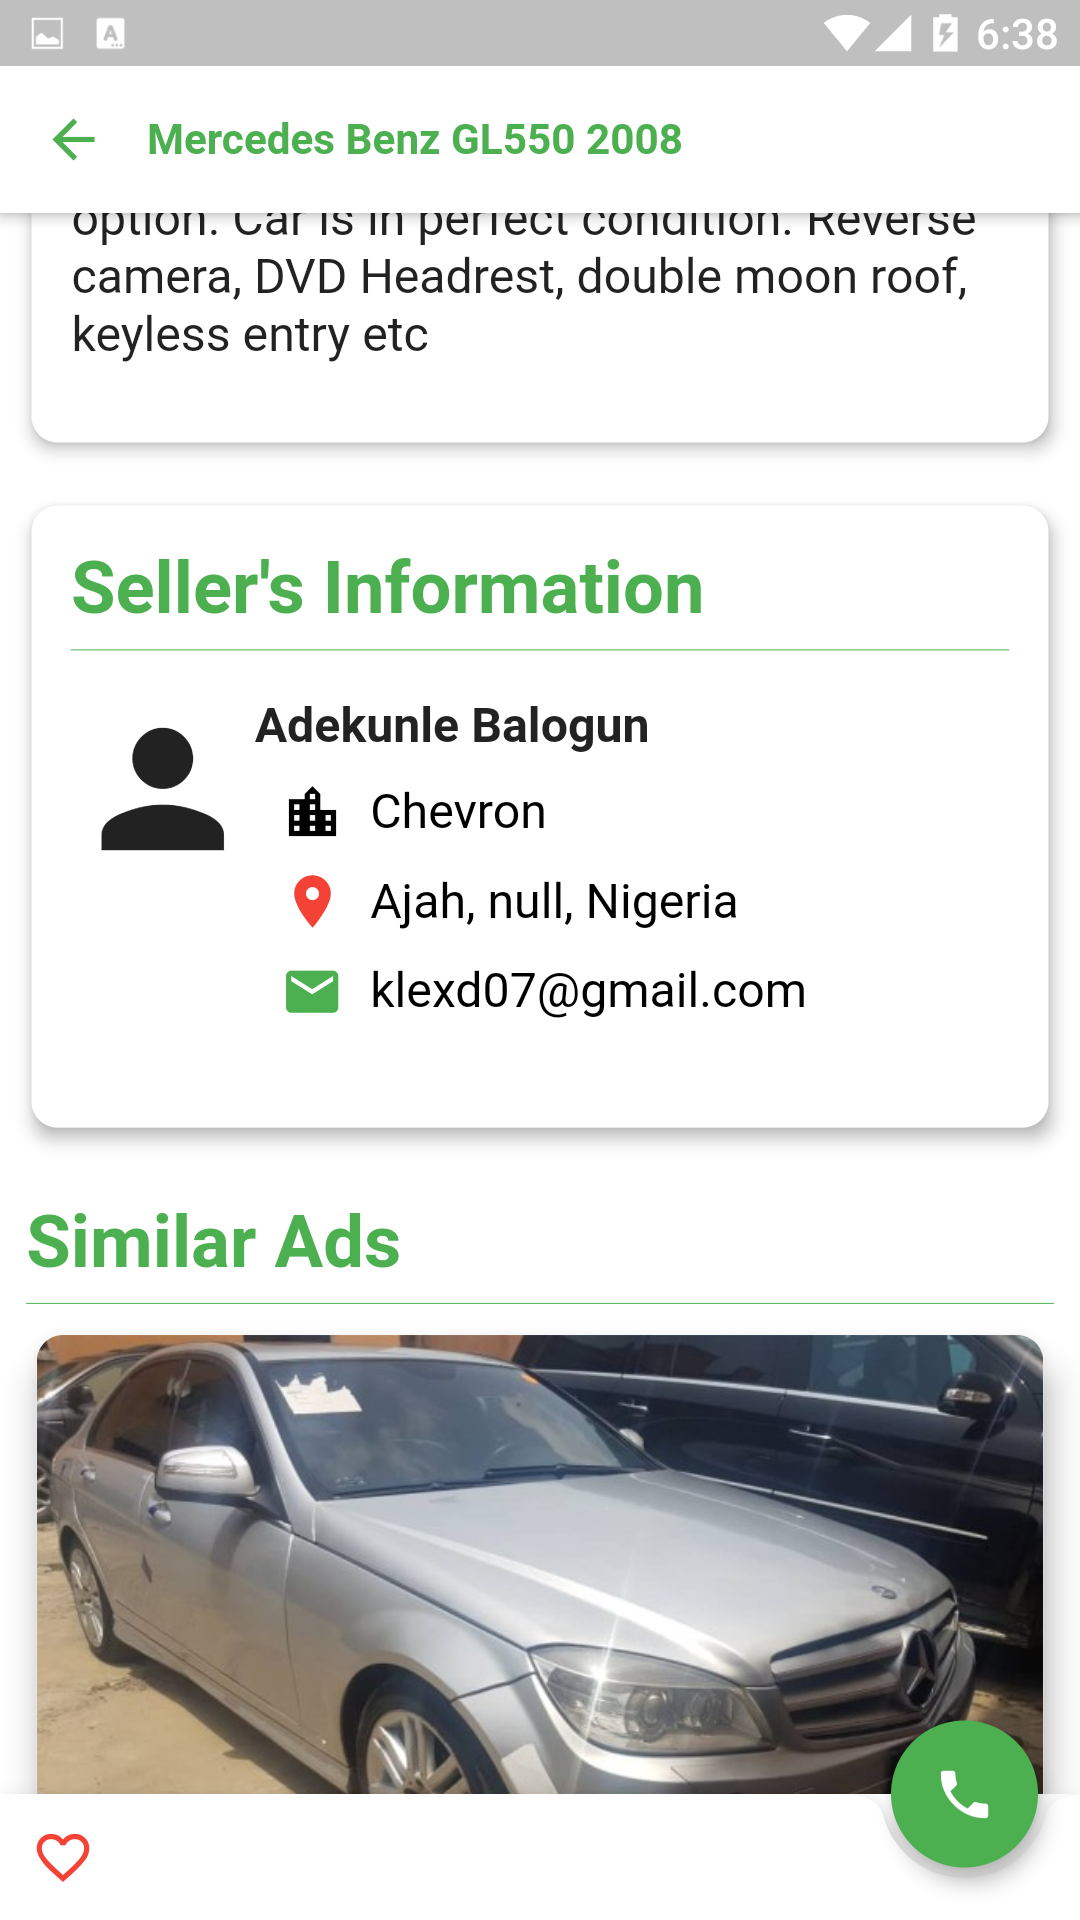 6:38
Mercedes Benz GL550 2008
option. Car is in perfect condition. Reverse
camera, DVD Headrest, double moon roof,
keyless entry etc
Seller's Information
Adekunle Balogun
Chevron
Ajah, null, Nigeria
klexd07@gmail.com
Similar Ads